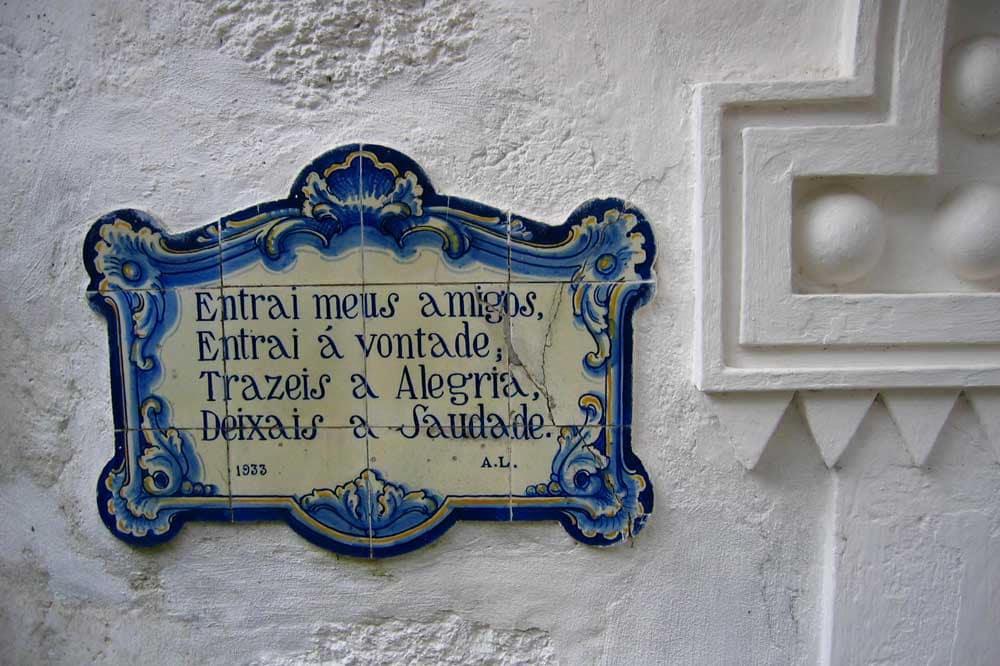 Entrai meus amigos,
Entrai á vontade;
Trazeis a Alegria,
Deixais a Saudade.
1933 A.L.